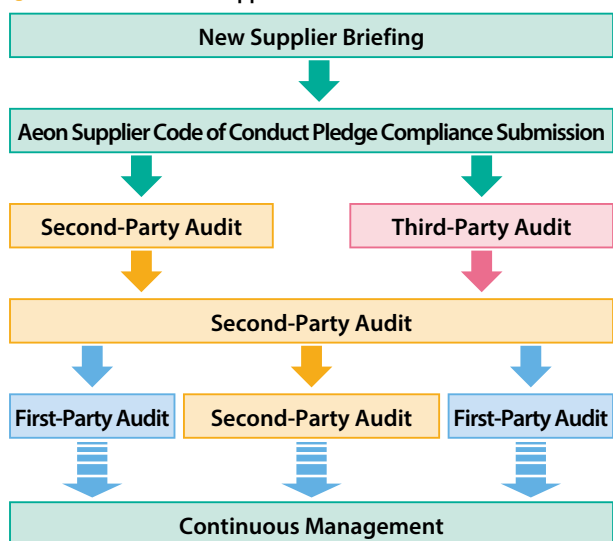 New Supplier Briefing
Aeon Supplier Code of Conduct Pledge Compliance Submission
Second-Party Audit
Third-Party Audit
Second-Party Audit
First-Party Audit
Second-Party Audit
First-Party Audit
Continuous Management